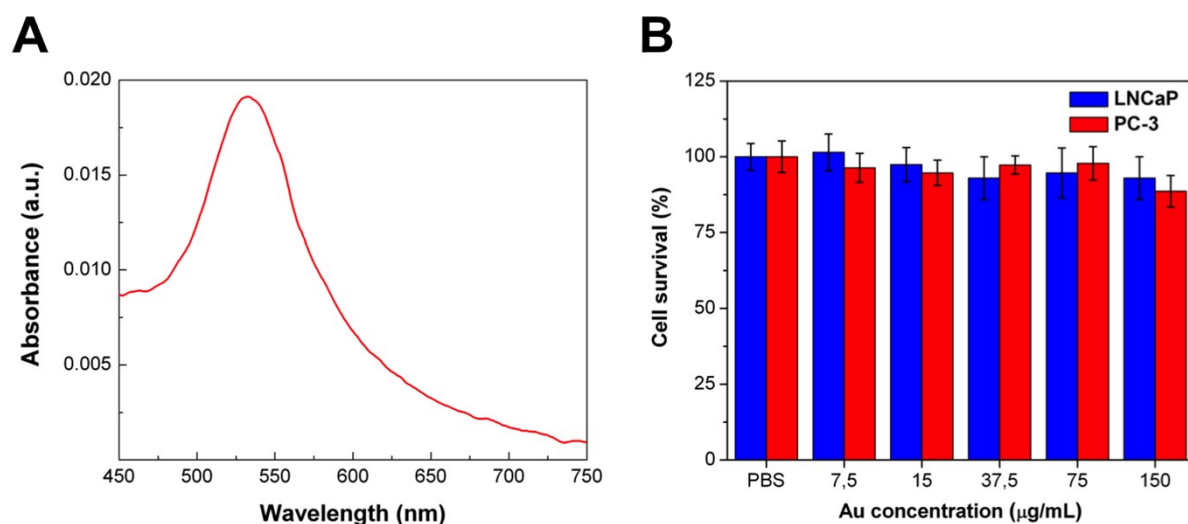 A
Absorbance (a.u.)
0.020
0.015
0.010
0.005
450 500 550 600 650 700 750
Wavelength (nm)
B
Cell survival (%)
125
100
75
50
25
0
LNCaP
PC-3
PBS 7,5 15 37,5 75 150
Au concentration (μg/mL)